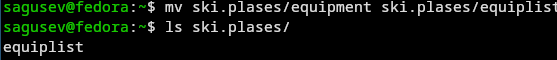 sagusev@fedora:~$ mv ski.plases/equipment ski.plases/equiplist
sagusev@fedora:~$ ls ski.plases/
equiplist